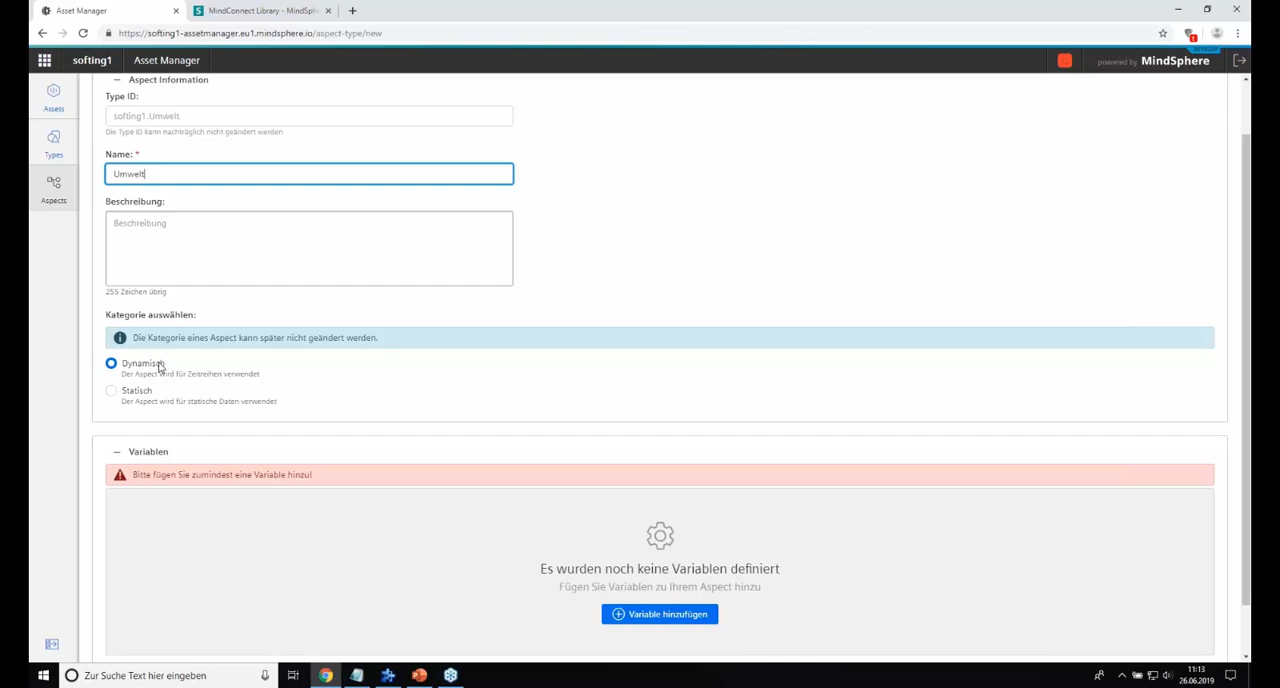 Asset Manager
MindConnect Library - MindSph
https://softing1-assetmanager.eu1.mindsphere.io/aspect-type/new
softing1
Asset Manager
powered by MindSphere
Assets
Types
Aspects
Aspect Information
Type ID:
softing1.Umwelt
Die Type ID kann nachträglich nicht geändert werden
Name: *
Umwelt
Beschreibung:
Beschreibung
255 Zeichen übrig
Kategorie auswählen:
Die Kategorie eines Aspect kann später nicht geändert werden.
Dynamisch
Der Aspect wird für Zeitreihen verwendet
Statisch
Der Aspect wird für statische Daten verwendet
Variablen
Bitte fügen Sie zumindest eine Variable hinzu!
Es wurden noch keine Variablen definiert
Fügen Sie Variablen zu Ihrem Aspect hinzu
Variable hinzufügen
Zur Suche Text hier eingeben
11:13
26.06.2019